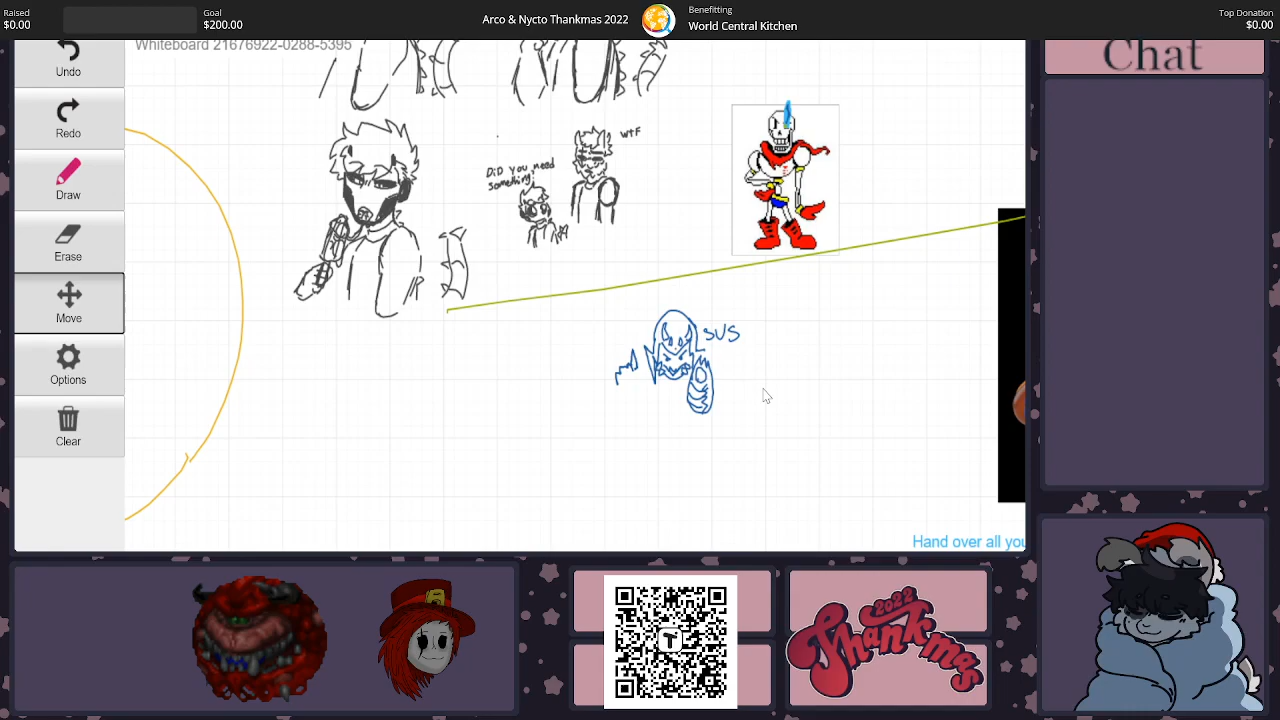 Raised
$0.00
Goal
$200.00
Arco & Nycto Thankmas 2022
Benefitting
World Central Kitchen
Top Donation
$0.00
Whiteboard 21676922-0288-5395
Undo
Redo
Draw
Erase
Move
Options
Clear
DiD you need
something?
WTF
SUS
Hand over all you
Chat
T
2022
Thankmas